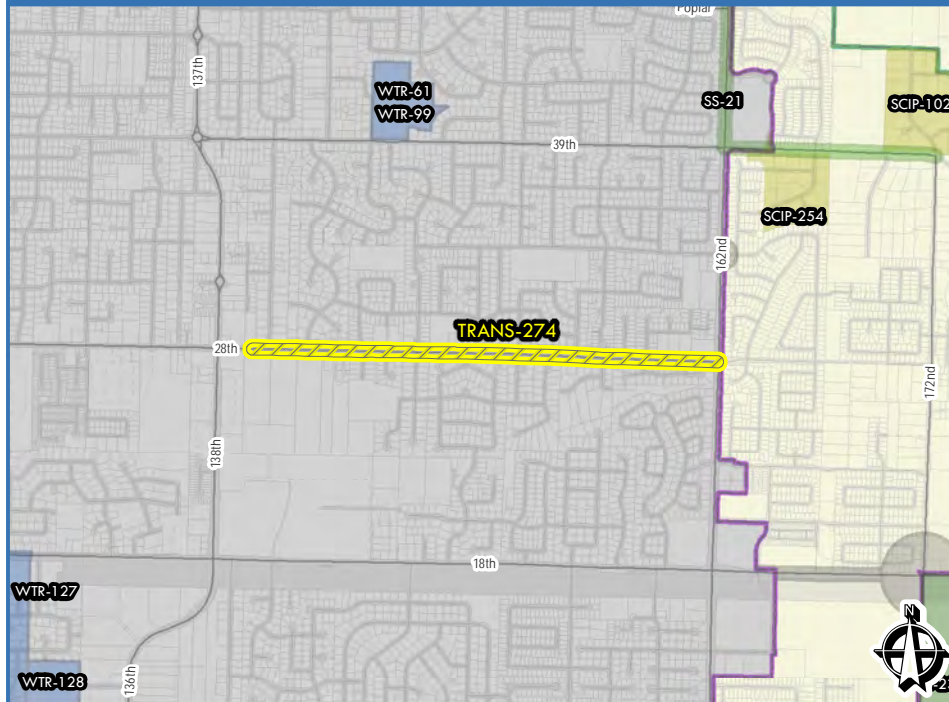 Poplar
137th
WTR-61
WTR-99
SS-21
SCIP-102
39th
SCIP-254
162nd
TRANS-274
28th
172nd
138th
18th
WTR-127
WTR-128
136th
N